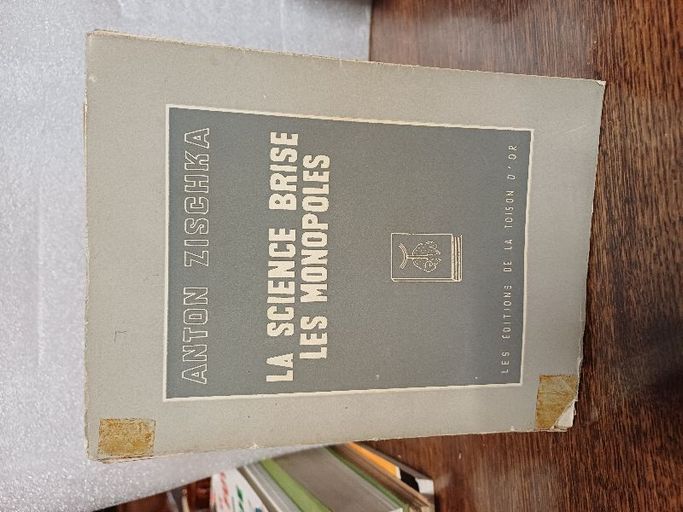 ANTON ZISCHKA
LA SCIENCE BRISE
LES MONOPOLES
LES ÉDITIONS DE LA TOISON D'OR